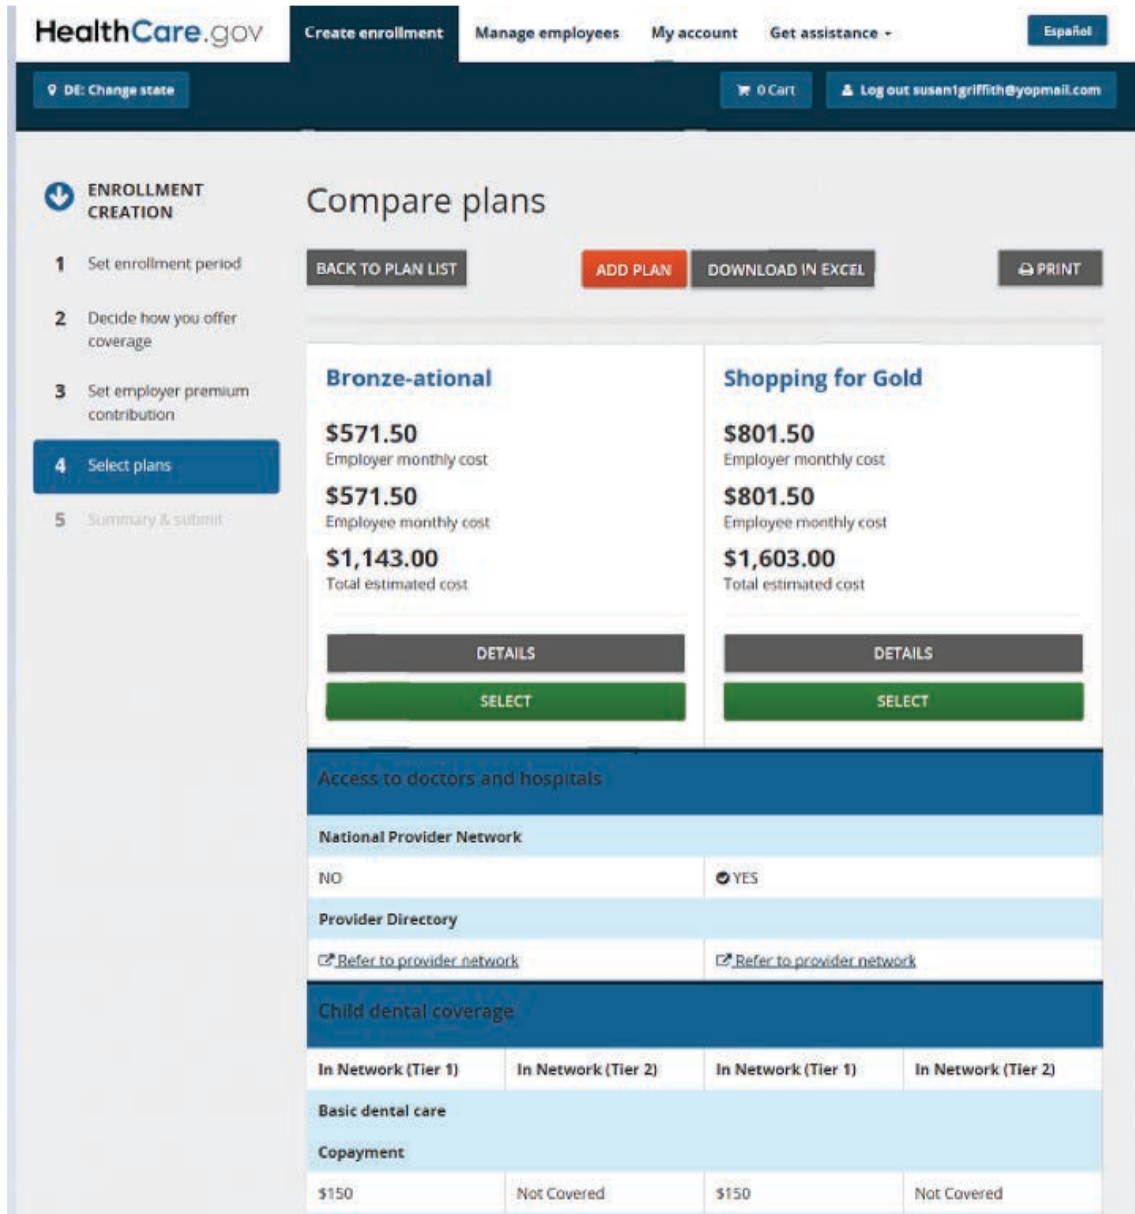 HealthCare.gov
Create enrollment
Manage employees
My account
Get assistance
Español
DE: Change state
0 Cart
Log out susan1griffith@yopmail.com
ENROLLMENT
CREATION
1 Set enrollment period
2 Decide how you offer
coverage
3 Set employer premium
contribution
4 Select plans
5 Summary & submit
Compare plans
BACK TO PLAN LIST
ADD PLAN
DOWNLOAD IN EXCEL
PRINT
Bronze-ational
$571.50
Employer monthly cost
$571.50
Employee monthly cost
$1,143.00
Total estimated cost
DETAILS
SELECT
Shopping for Gold
$801.50
Employer monthly cost
$801.50
Employee monthly cost
$1,603.00
Total estimated cost
DETAILS
SELECT
Access to doctors and hospitals
National Provider Network
NO YES
Provider Directory
Refer to provider network Refer to provider network
Child dental coverage
In Network (Tier 1) In Network (Tier 2) In Network (Tier 1) In Network (Tier 2)
Basic dental care
Copayment
$150 Not Covered $150 Not Covered